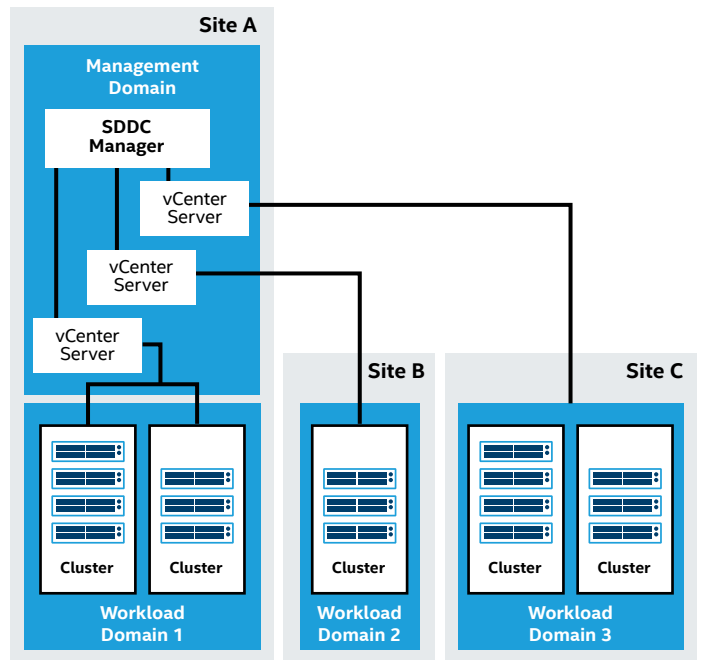 Site A
Management
Domain
SDDC
Manager
vCenter
Server
vCenter
Server
vCenter
Server
Site B
Site C
Cluster
Cluster
Workload
Domain 1
Cluster
Workload
Domain 2
Cluster
Cluster
Workload
Domain 3